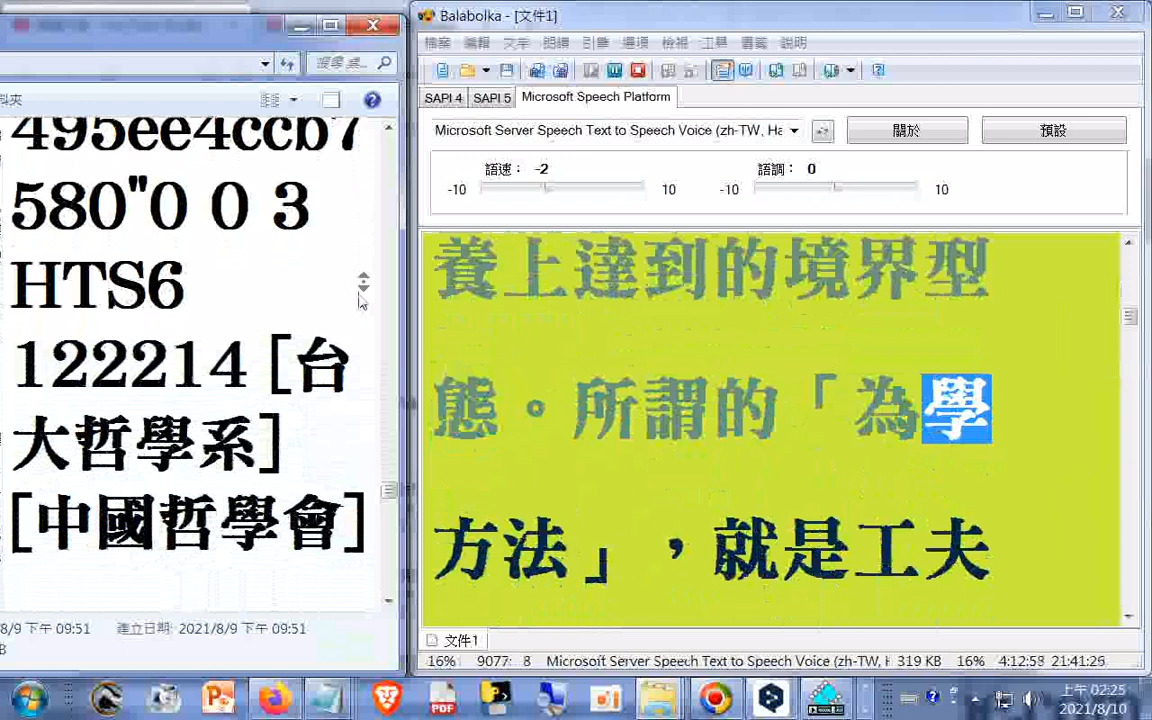 Balabolka - [文件1]
檔案 編輯 文字 朗讀 引擎 選項 檢視 工具 書籤 說明
搜尋 桌...
料夾
SAPI 4 SAPI 5 Microsoft Speech Platform
Microsoft Server Speech Text to Speech Voice (zh-TW, Ha
關於
預設
語速： -2
語調： 0
-10 10 -10 10
495ee4ccb7
580"0 0 3
HTS6
122214 [台
大哲學系]
[中國哲學會]
8/9 下午 09:51 建立日期: 2021/8/9 下午 09:51
養上達到的境界型
態。所謂的「為學
方法」，就是工夫
文件1
16% 9077: 8 Microsoft Server Speech Text to Speech Voice (zh-TW, H 319 KB 16% 4:12:58 21:41:26
上午 02:25
2021/8/10